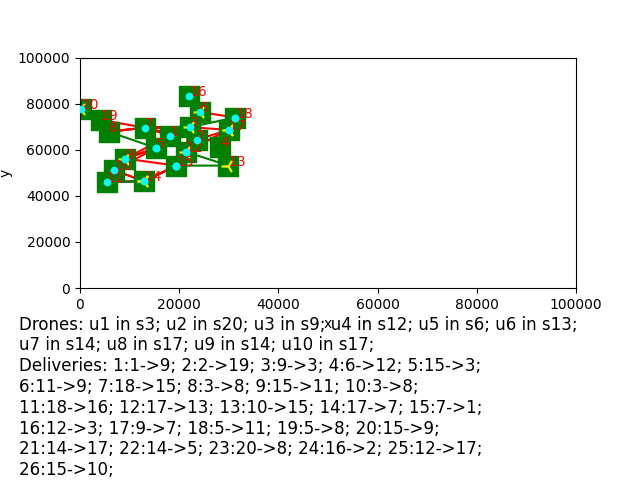 100000
80000
60000
40000
20000
0
y
16
18
13
0 20000 40000 60000 80000 100000
x
Drones: u1 in s3; u2 in s20; u3 in s9; u4 in s12; u5 in s6; u6 in s13;
u7 in s14; u8 in s17; u9 in s14; u10 in s17;
Deliveries: 1:1->9; 2:2->19; 3:9->3; 4:6->12; 5:15->3;
6:11->9; 7:18->15; 8:3->8; 9:15->11; 10:3->8;
11:18->16; 12:17->13; 13:10->15; 14:17->7; 15:7->1;
16:12->3; 17:9->7; 18:5->11; 19:5->8; 20:15->9;
21:14->17; 22:14->5; 23:20->8; 24:16->2; 25:12->17;
26:15->10;